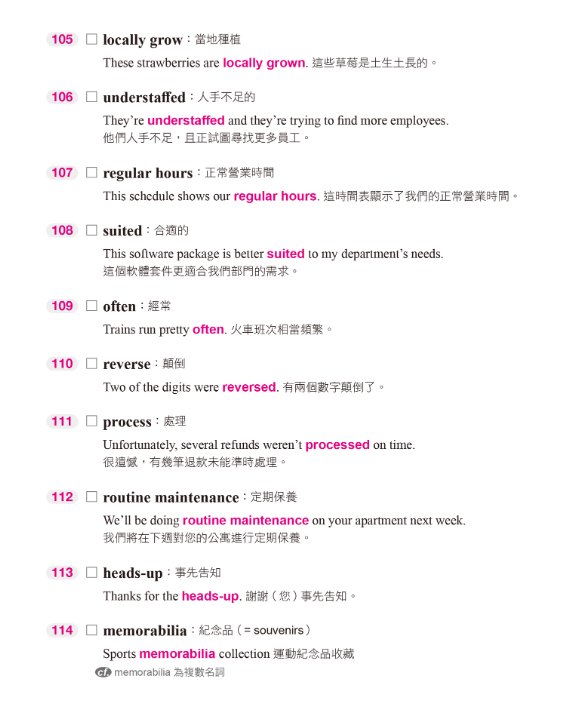 105 □ locally grow：當地種植
These strawberries are locally grown. 這些草莓是土生土長的。
106 □ understaffed：人手不足的
They're understaffed and they're trying to find more employees.
他們人手不足，且正試圖尋找更多員工。
107 □ regular hours：正常營業時間
This schedule shows our regular hours. 這時間表顯示了我們的正常營業時間。
108 □ suited：合適的
This software package is better suited to my department's needs.
這個軟體套件更適合我們部門的需求。
109 □ often：經常
Trains run pretty often. 火車班次相當頻繁。
110 □ reverse：顛倒
Two of the digits were reversed. 有兩個數字顛倒了。
111 □ process：處理
Unfortunately, several refunds weren't processed on time.
很遺憾，有幾筆退款未能準時處理。
112 □ routine maintenance：定期保養
We'll be doing routine maintenance on your apartment next week.
我們將在下週對您的公寓進行定期保養。
113 □ heads-up：事先告知
Thanks for the heads-up. 謝謝（您）事先告知。
114 □ memorabilia：紀念品（= souvenirs）
Sports memorabilia collection 運動紀念品收藏
cf. memorabilia 為複數名詞